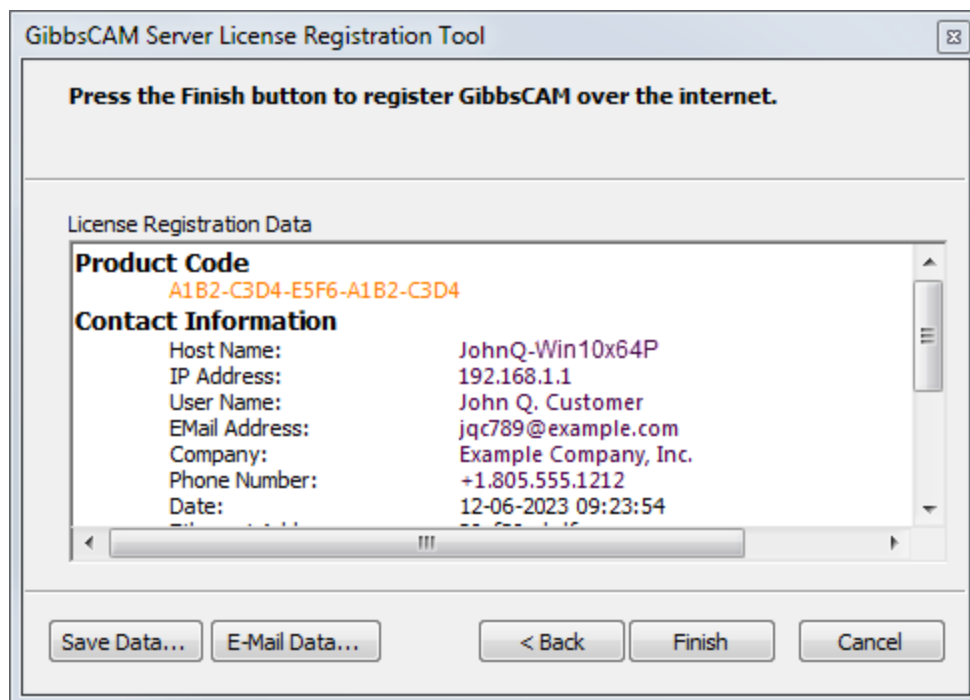 GibbsCAM Server License Registration Tool
Press the Finish button to register GibbsCAM over the internet.
License Registration Data
Product Code
A1B2-C3D4-E5F6-A1B2-C3D4
Contact Information
Host Name: JohnQ-Win10x64P
IP Address: 192.168.1.1
User Name: John Q. Customer
EMail Address: jqc789@example.com
Company: Example Company, Inc.
Phone Number: +1.805.555.1212
Date: 12-06-2023 09:23:54
Save Data... E-Mail Data... < Back Finish Cancel